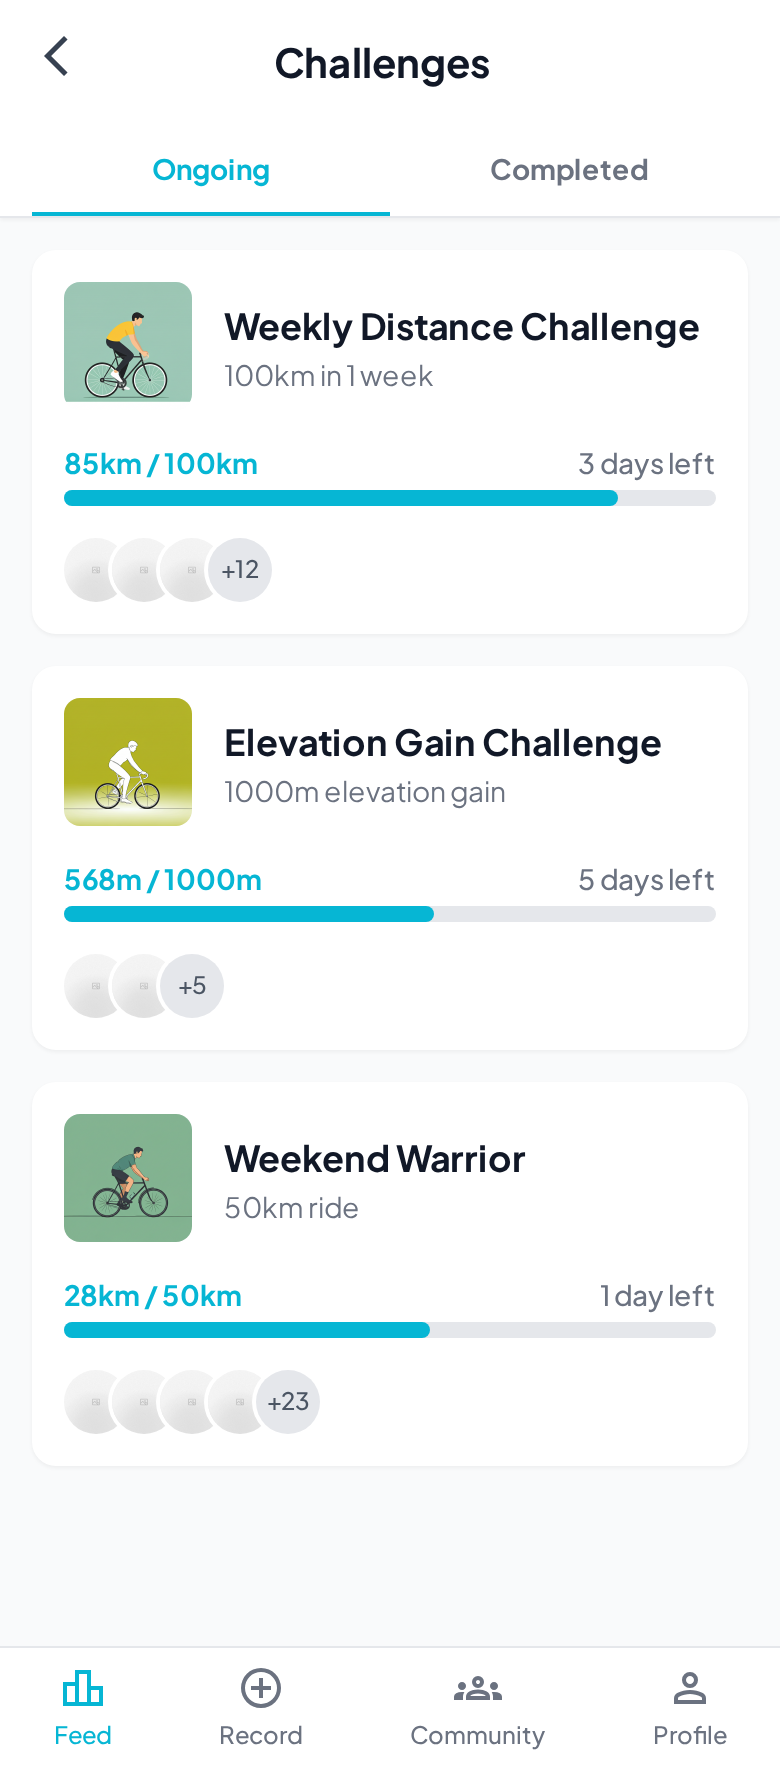 Challenges
Ongoing
Completed
Weekly Distance Challenge
100km in 1 week
85km / 100km
3 days left
+12
Elevation Gain Challenge
1000m elevation gain
568m / 1000m
5 days left
+5
Weekend Warrior
50km ride
28km / 50km
1 day left
+23
Feed
Record
Community
Profile